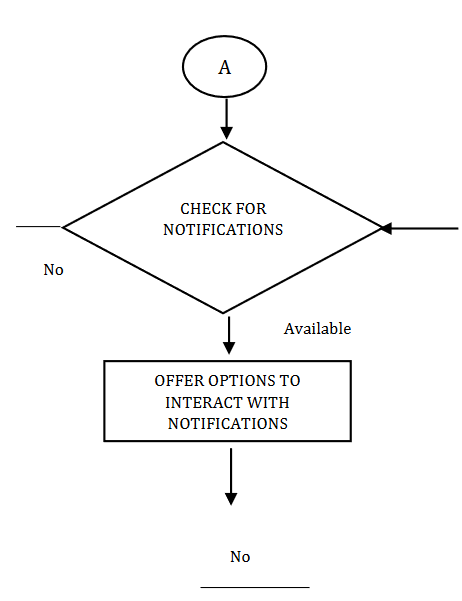 A
CHECK FOR
NOTIFICATIONS
No
Available
OFFER OPTIONS TO
INTERACT WITH
NOTIFICATIONS
No